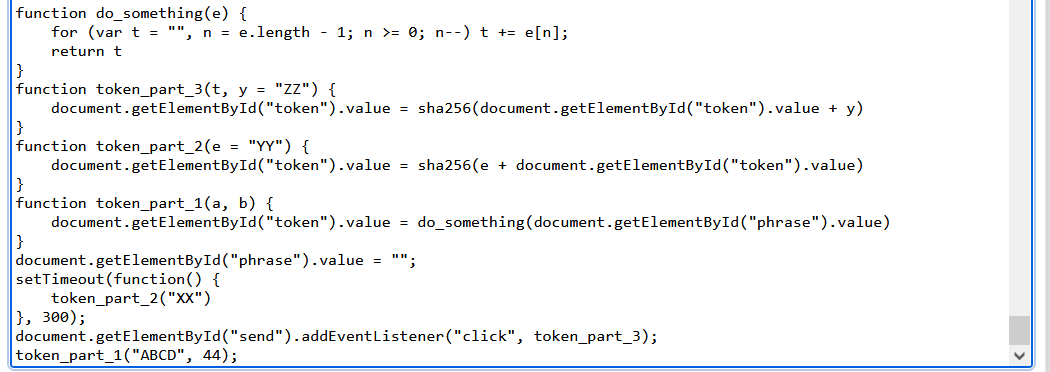 function do_something(e) {
    for (var t = "", n = e.length - 1; n >= 0; n--) t += e[n];
    return t
}
function token_part_3(t, y = "ZZ") {
    document.getElementById("token").value = sha256(document.getElementById("token").value + y)
}
function token_part_2(e = "YY") {
    document.getElementById("token").value = sha256(e + document.getElementById("token").value)
}
function token_part_1(a, b) {
    document.getElementById("token").value = do_something(document.getElementById("phrase").value)
}
document.getElementById("phrase").value = "";
setTimeout(function() {
    token_part_2("XX")
}, 300);
document.getElementById("send").addEventListener("click", token_part_3);
token_part_1("ABCD", 44);